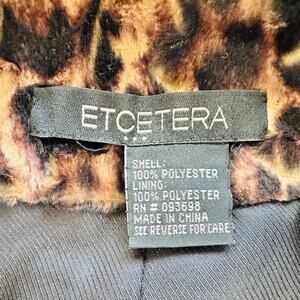 ETCETERA
SHELL:
100% POLYESTER
LINING:
100% POLYESTER
RN # 093698
MADE IN CHINA
SEE REVERSE FOR CARE